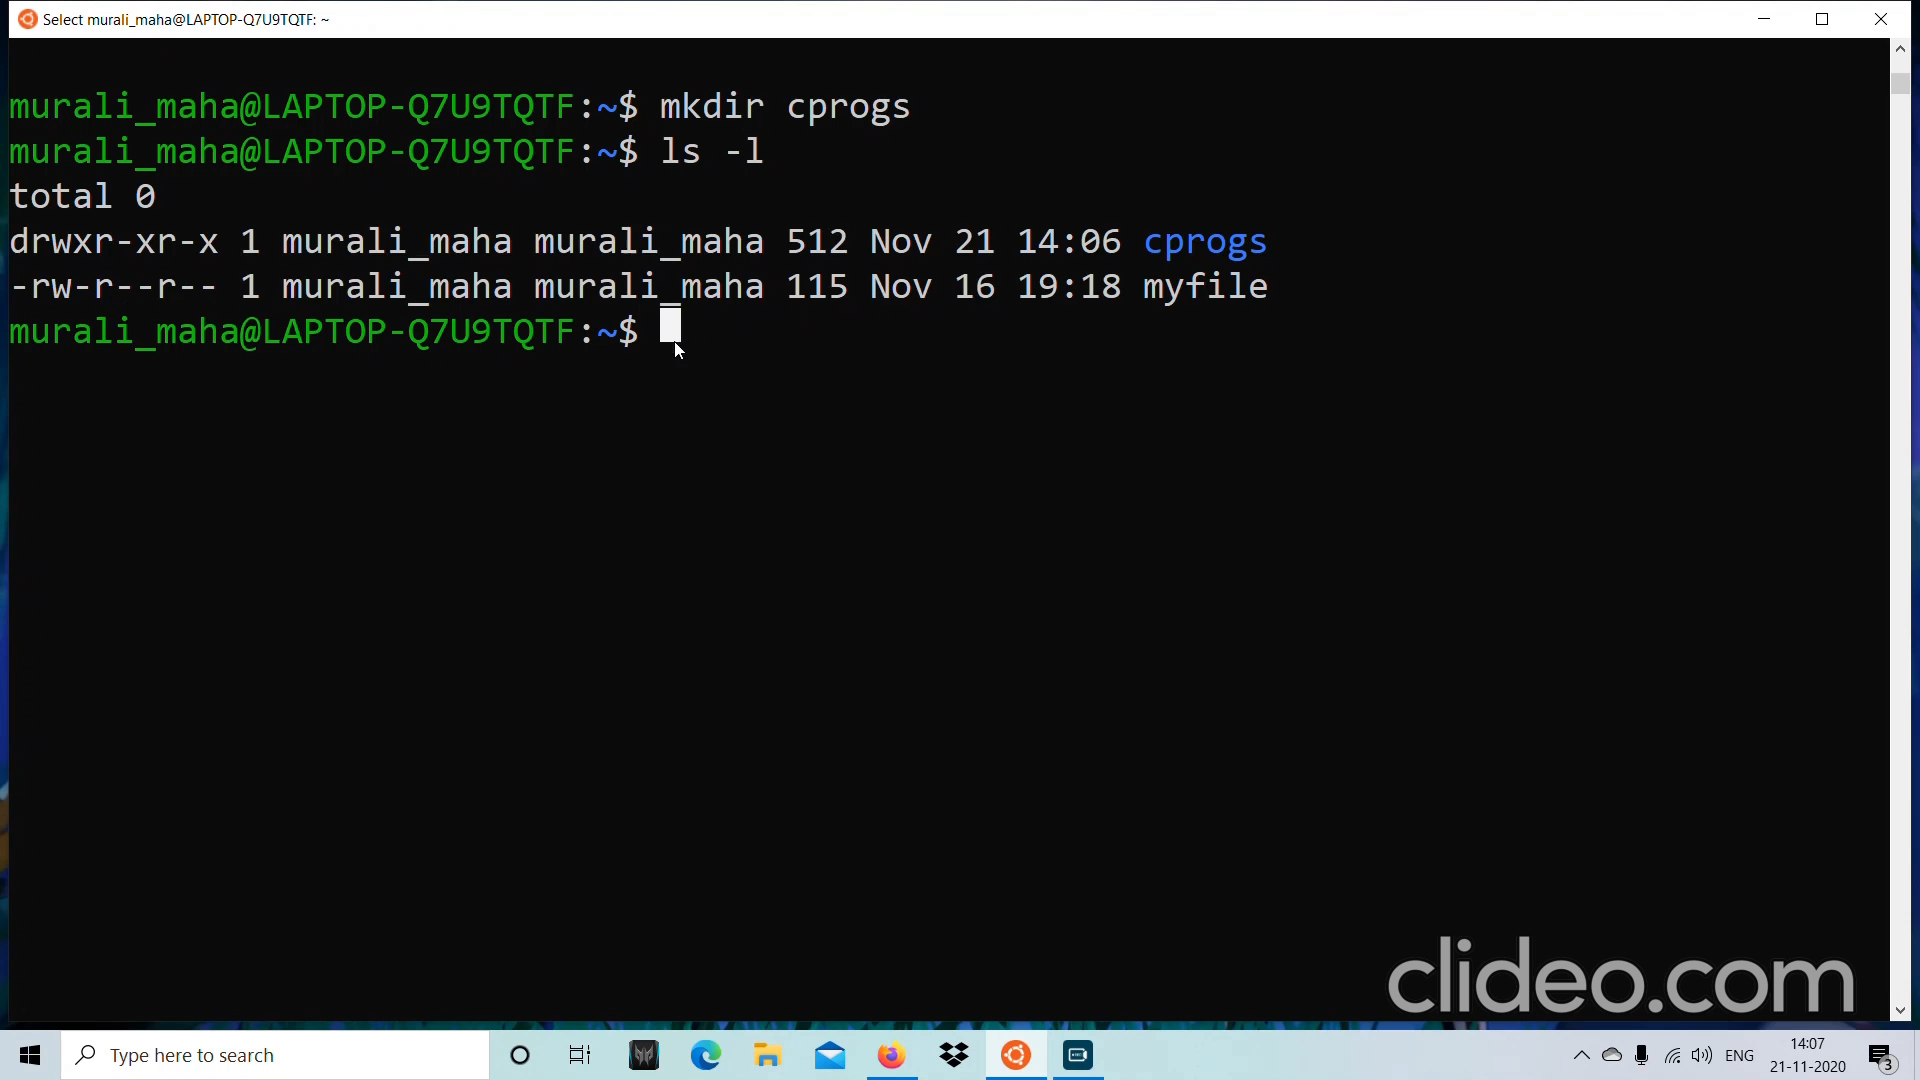 Select murali_maha@LAPTOP-Q7U9TQTF: ~
murali_maha@LAPTOP-Q7U9TQTF:~$ mkdir cprogs
murali_maha@LAPTOP-Q7U9TQTF:~$ ls -l
total 0
drwxr-xr-x 1 murali_maha murali_maha 512 Nov 21 14:06 cprogs
-rw-r--r-- 1 murali_maha murali_maha 115 Nov 16 19:18 myfile
murali_maha@LAPTOP-Q7U9TQTF:~$
clideo.com
Type here to search
ENG
14:07
21-11-2020
3